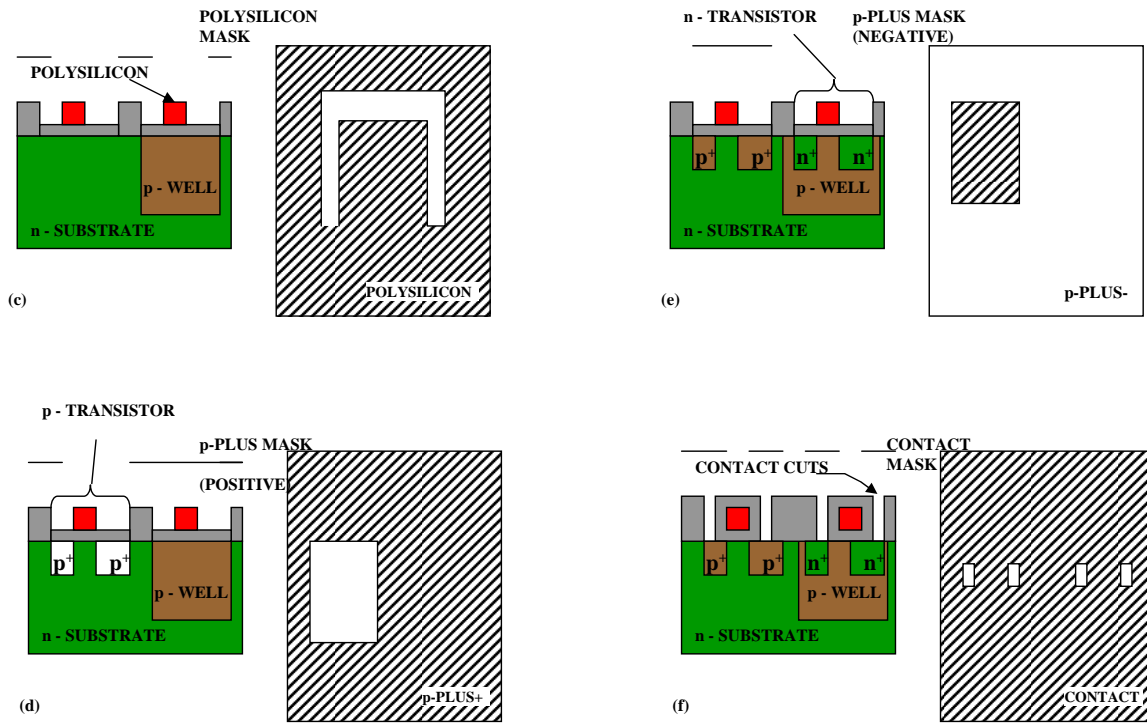 POLYSILICON
MASK
POLYSILICON
p - WELL
n - SUBSTRATE
POLYSILICON
(c)
n - TRANSISTOR
p-PLUS MASK
(NEGATIVE)
p+ p+ n+ n+
p - WELL
n - SUBSTRATE
p-PLUS-
(e)
p - TRANSISTOR
p-PLUS MASK
(POSITIVE
p+ p+
p - WELL
n - SUBSTRATE
p-PLUS+
(d)
CONTACT
MASK
CONTACT CUTS
p+ p+ n+ n+
p - WELL
n - SUBSTRATE
CONTACT
(f)